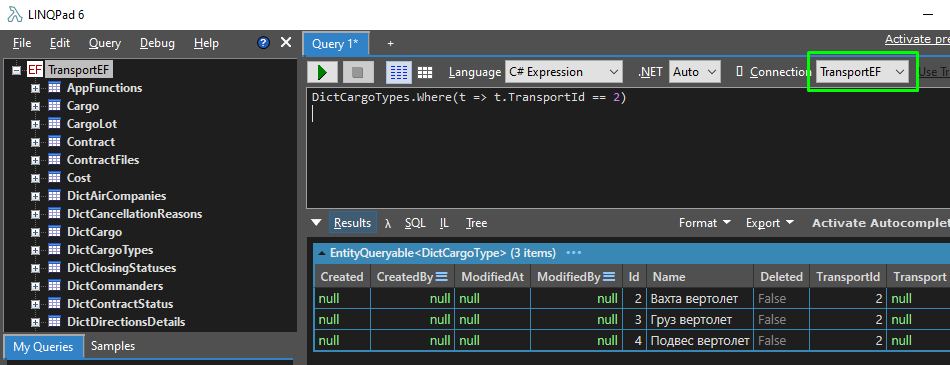 LINQPad 6
File Edit Query Debug Help ?
Query 1* +
Activate pre
EF TransportEF
AppFunctions
Cargo
CargoLot
Contract
ContractFiles
Cost
DictAirCompanies
DictCancellationReasons
DictCargo
DictCargoTypes
DictClosingStatuses
DictCommanders
DictContractStatus
DictDirectionsDetails
My Queries Samples
Language C# Expression .NET Auto Connection TransportEF Use Tr
DictCargoTypes.Where(t => t.TransportId == 2)
Results λ SQL IL Tree Format Export Activate Autocomplet
EntityQueryable<DictCargoType> (3 items) •••
Created CreatedBy ModifiedAt ModifiedBy Id Name Deleted TransportId Transport
null null null null 2 Вахта вертолет False 2 null
null null null null 3 Груз вертолет False 2 null
null null null null 4 Подвес вертолет False 2 null